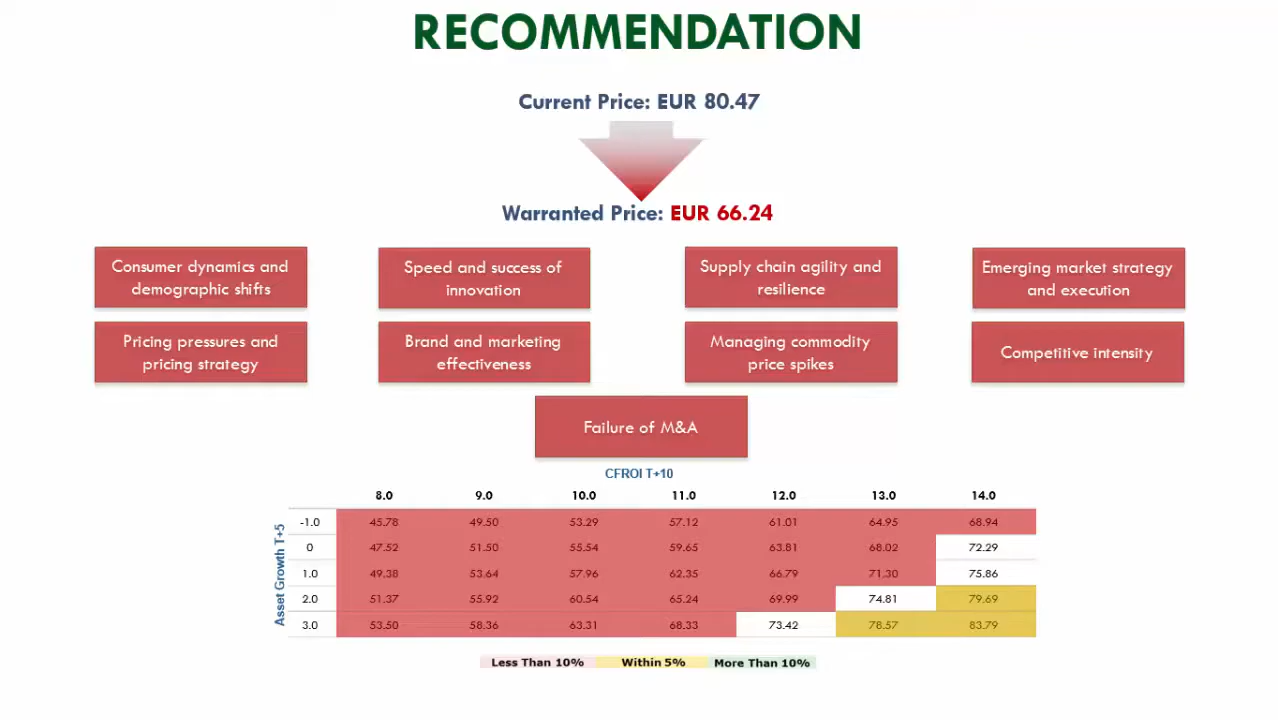 RECOMMENDATION
Current Price: EUR 80.47
Warranted Price: EUR 66.24
Consumer dynamics and
demographic shifts
Speed and success of
innovation
Supply chain agility and
resilience
Emerging market strategy
and execution
Pricing pressures and
pricing strategy
Brand and marketing
effectiveness
Managing commodity
price spikes
Competitive intensity
Failure of M&A
CFROI T+10
8.0 9.0 10.0 11.0 12.0 13.0 14.0
Asset Growth T+5
-1.0 45.78 49.50 53.29 57.12 61.01 64.95 68.94
0 47.52 51.50 55.54 59.65 63.81 68.02 72.29
1.0 49.38 53.64 57.96 62.35 66.79 71.30 75.86
2.0 51.37 55.92 60.54 65.24 69.99 74.81 79.69
3.0 53.50 58.36 63.31 68.33 73.42 78.57 83.79
Less Than 10% Within 5% More Than 10%